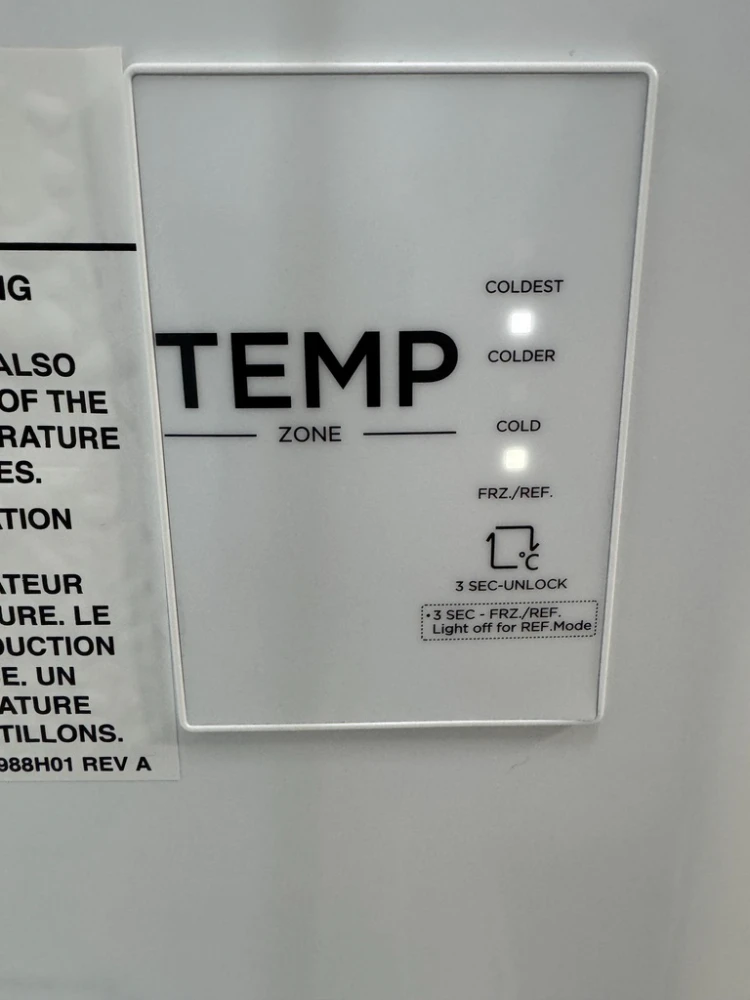 NG
ALSO
OF THE
RATURE
ES.
TION
ATEUR
URE. LE
DUCTION
E. UN
ATURE
TILLONS.
988H01 REV A
TEMP
ZONE
COLDEST
COLDER
COLD
FRZ./REF.
°C
3 SEC-UNLOCK
•3 SEC - FRZ./REF.
Light off for REF.Mode